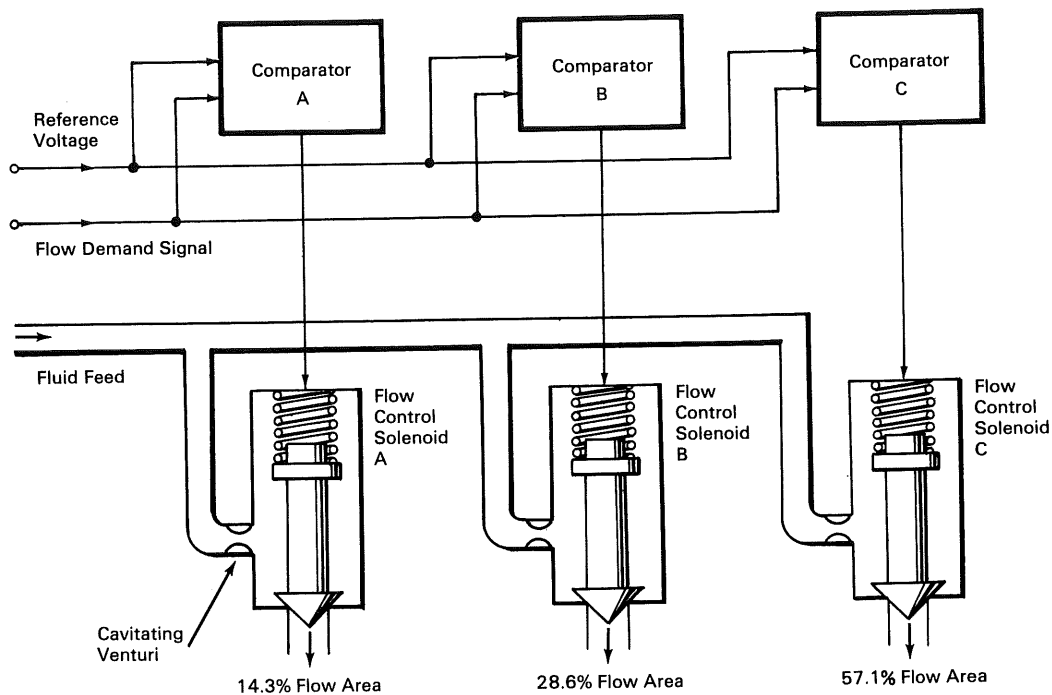 Comparator
A
Comparator
B
Comparator
C
Reference
Voltage
Flow Demand Signal
Fluid Feed
Flow
Control
Solenoid
A
Flow
Control
Solenoid
B
Flow
Control
Solenoid
C
Cavitating
Venturi
14.3% Flow Area
28.6% Flow Area
57.1% Flow Area